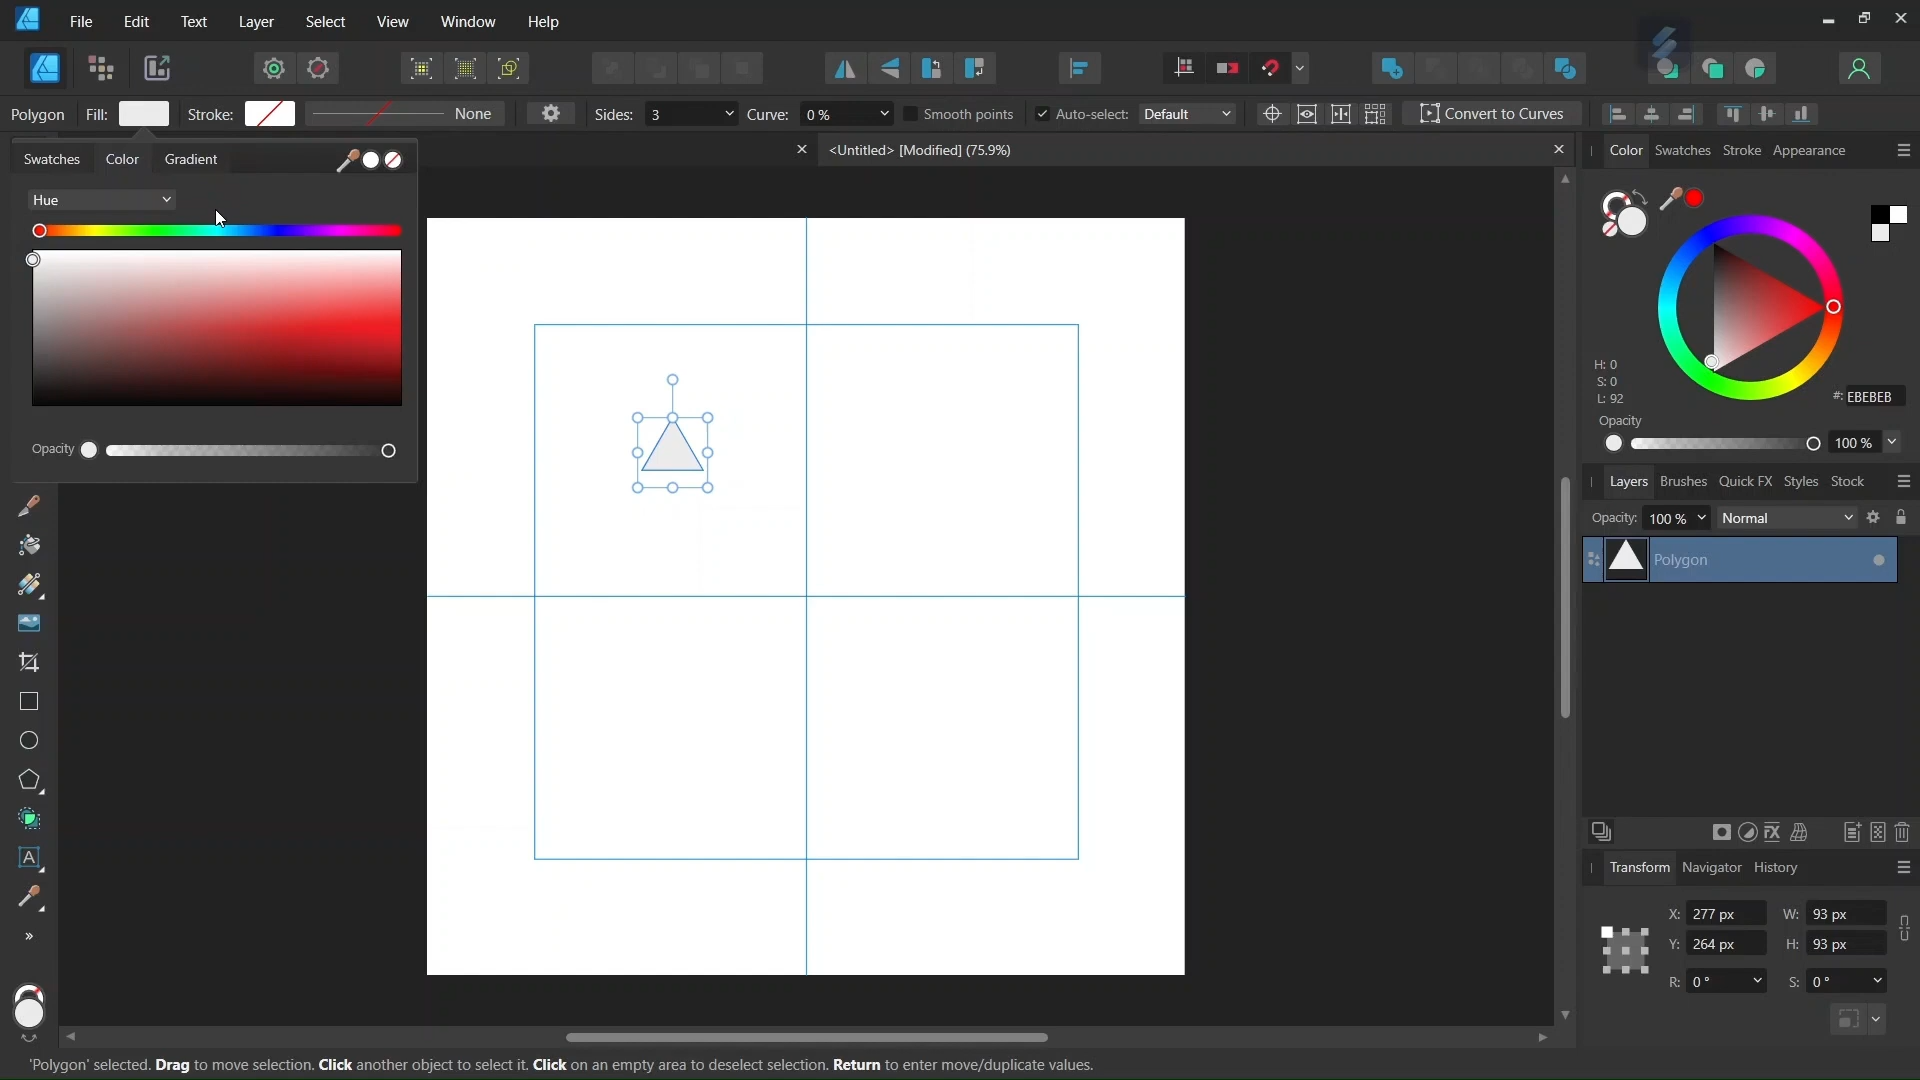 File Edit Text Layer Select View Window Help
Polygon Fill: Stroke: None Sides: 3 Curve: 0 % Smooth points Auto-select: Default Convert to Curves
<Untitled> [Modified] (75.9%)
Swatches Color Gradient
Hue
Opacity
Color Swatches Stroke Appearance
H: 0
S: 0
L: 92
#: EBEBEB
Opacity
100 %
Layers Brushes Quick FX Styles Stock
Opacity: 100 % Normal
Polygon
Transform Navigator History
X: 277 px W: 93 px
Y: 264 px H: 93 px
R: 0 ° S: 0 °
'Polygon' selected. Drag to move selection. Click another object to select it. Click on an empty area to deselect selection. Return to enter move/duplicate values.